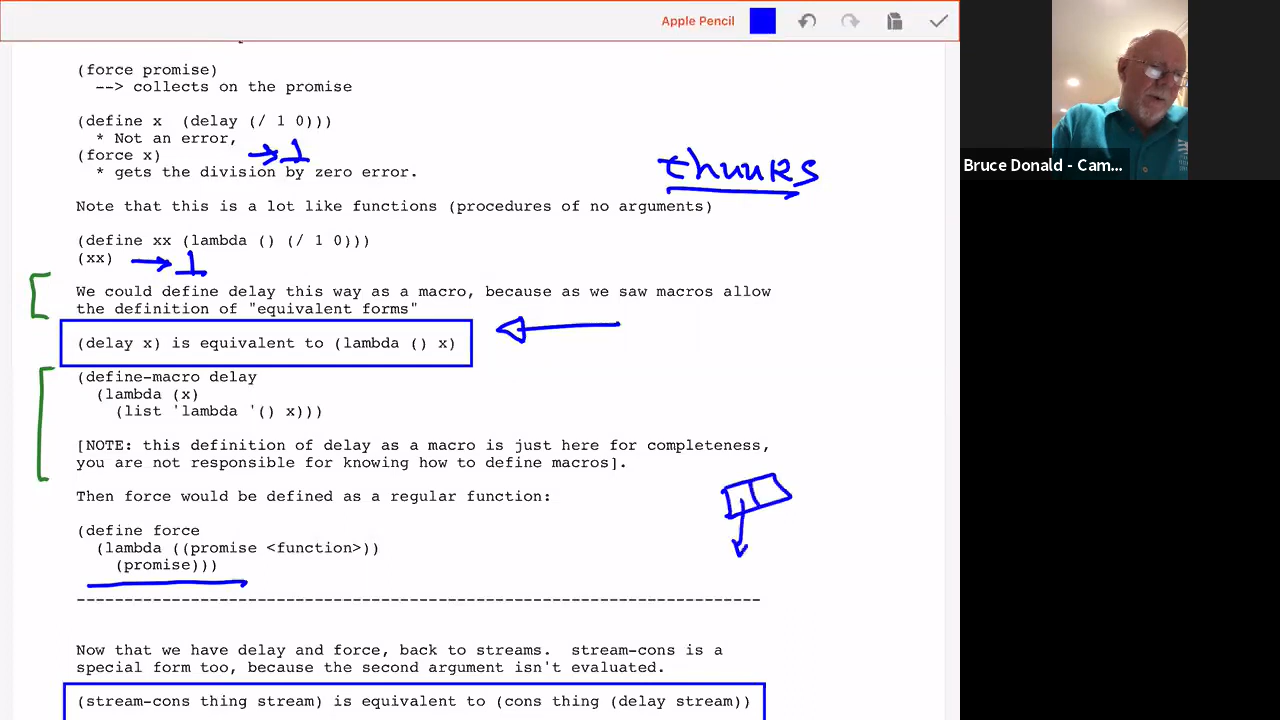 Apple Pencil
(force promise)
--> collects on the promise
(define x  (delay (/ 1 0)))
* Not an error,
(force x) → ⊥
* gets the division by zero error.
thunks
Note that this is a lot like functions (procedures of no arguments)
(define xx (lambda () (/ 1 0)))
(xx) → ⊥
We could define delay this way as a macro, because as we saw macros allow
the definition of "equivalent forms"
(delay x) is equivalent to (lambda () x)
(define-macro delay
(lambda (x)
(list 'lambda '() x)))
[NOTE: this definition of delay as a macro is just here for completeness,
you are not responsible for knowing how to define macros].
Then force would be defined as a regular function:
(define force
(lambda ((promise <function>))
(promise)))
--------------------------------------------------------------------------
Now that we have delay and force, back to streams.  stream-cons is a
special form too, because the second argument isn't evaluated.
(stream-cons thing stream) is equivalent to (cons thing (delay stream))
Bruce Donald - Cam...